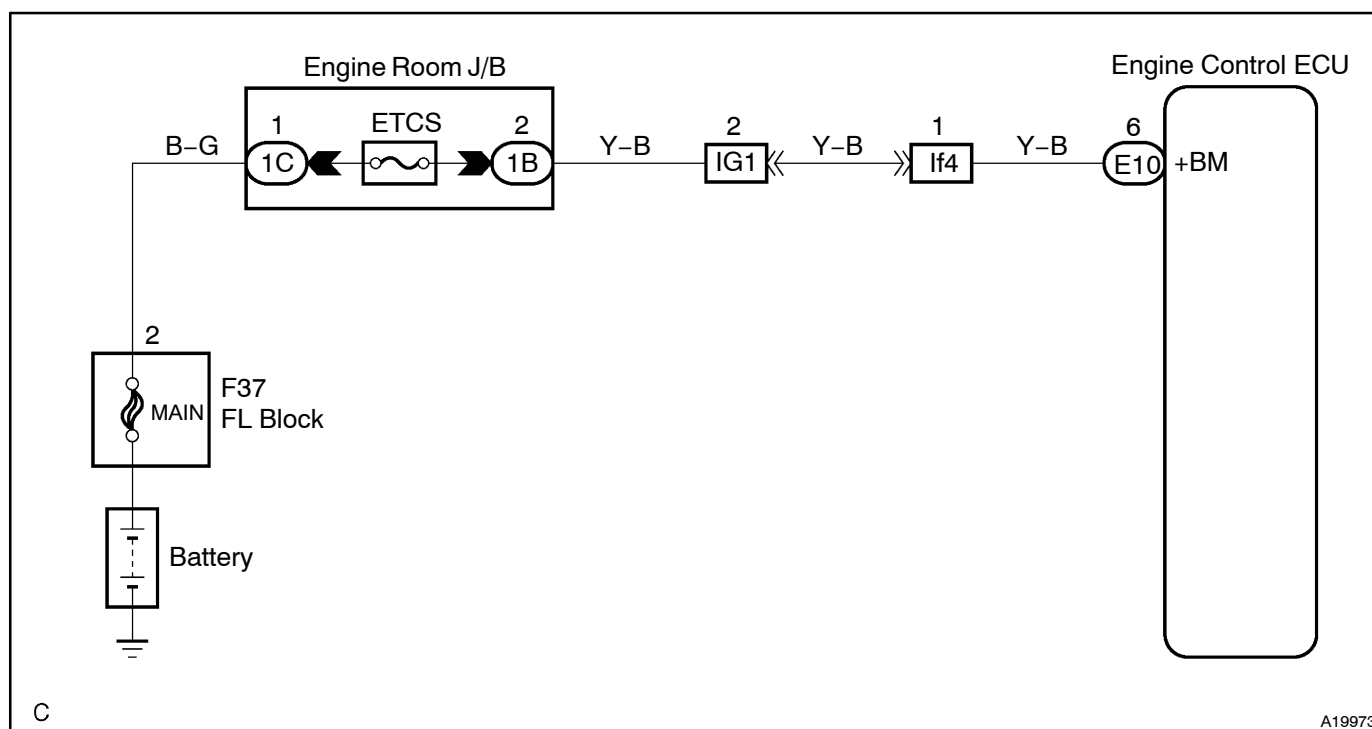 Engine Room J/B
Engine Control ECU
1 ETCS 2 2 1 6
B–G 1C 1B Y–B IG1 Y–B If4 Y–B E10 +BM
2
MAIN
F37
FL Block
Battery
C
A19973